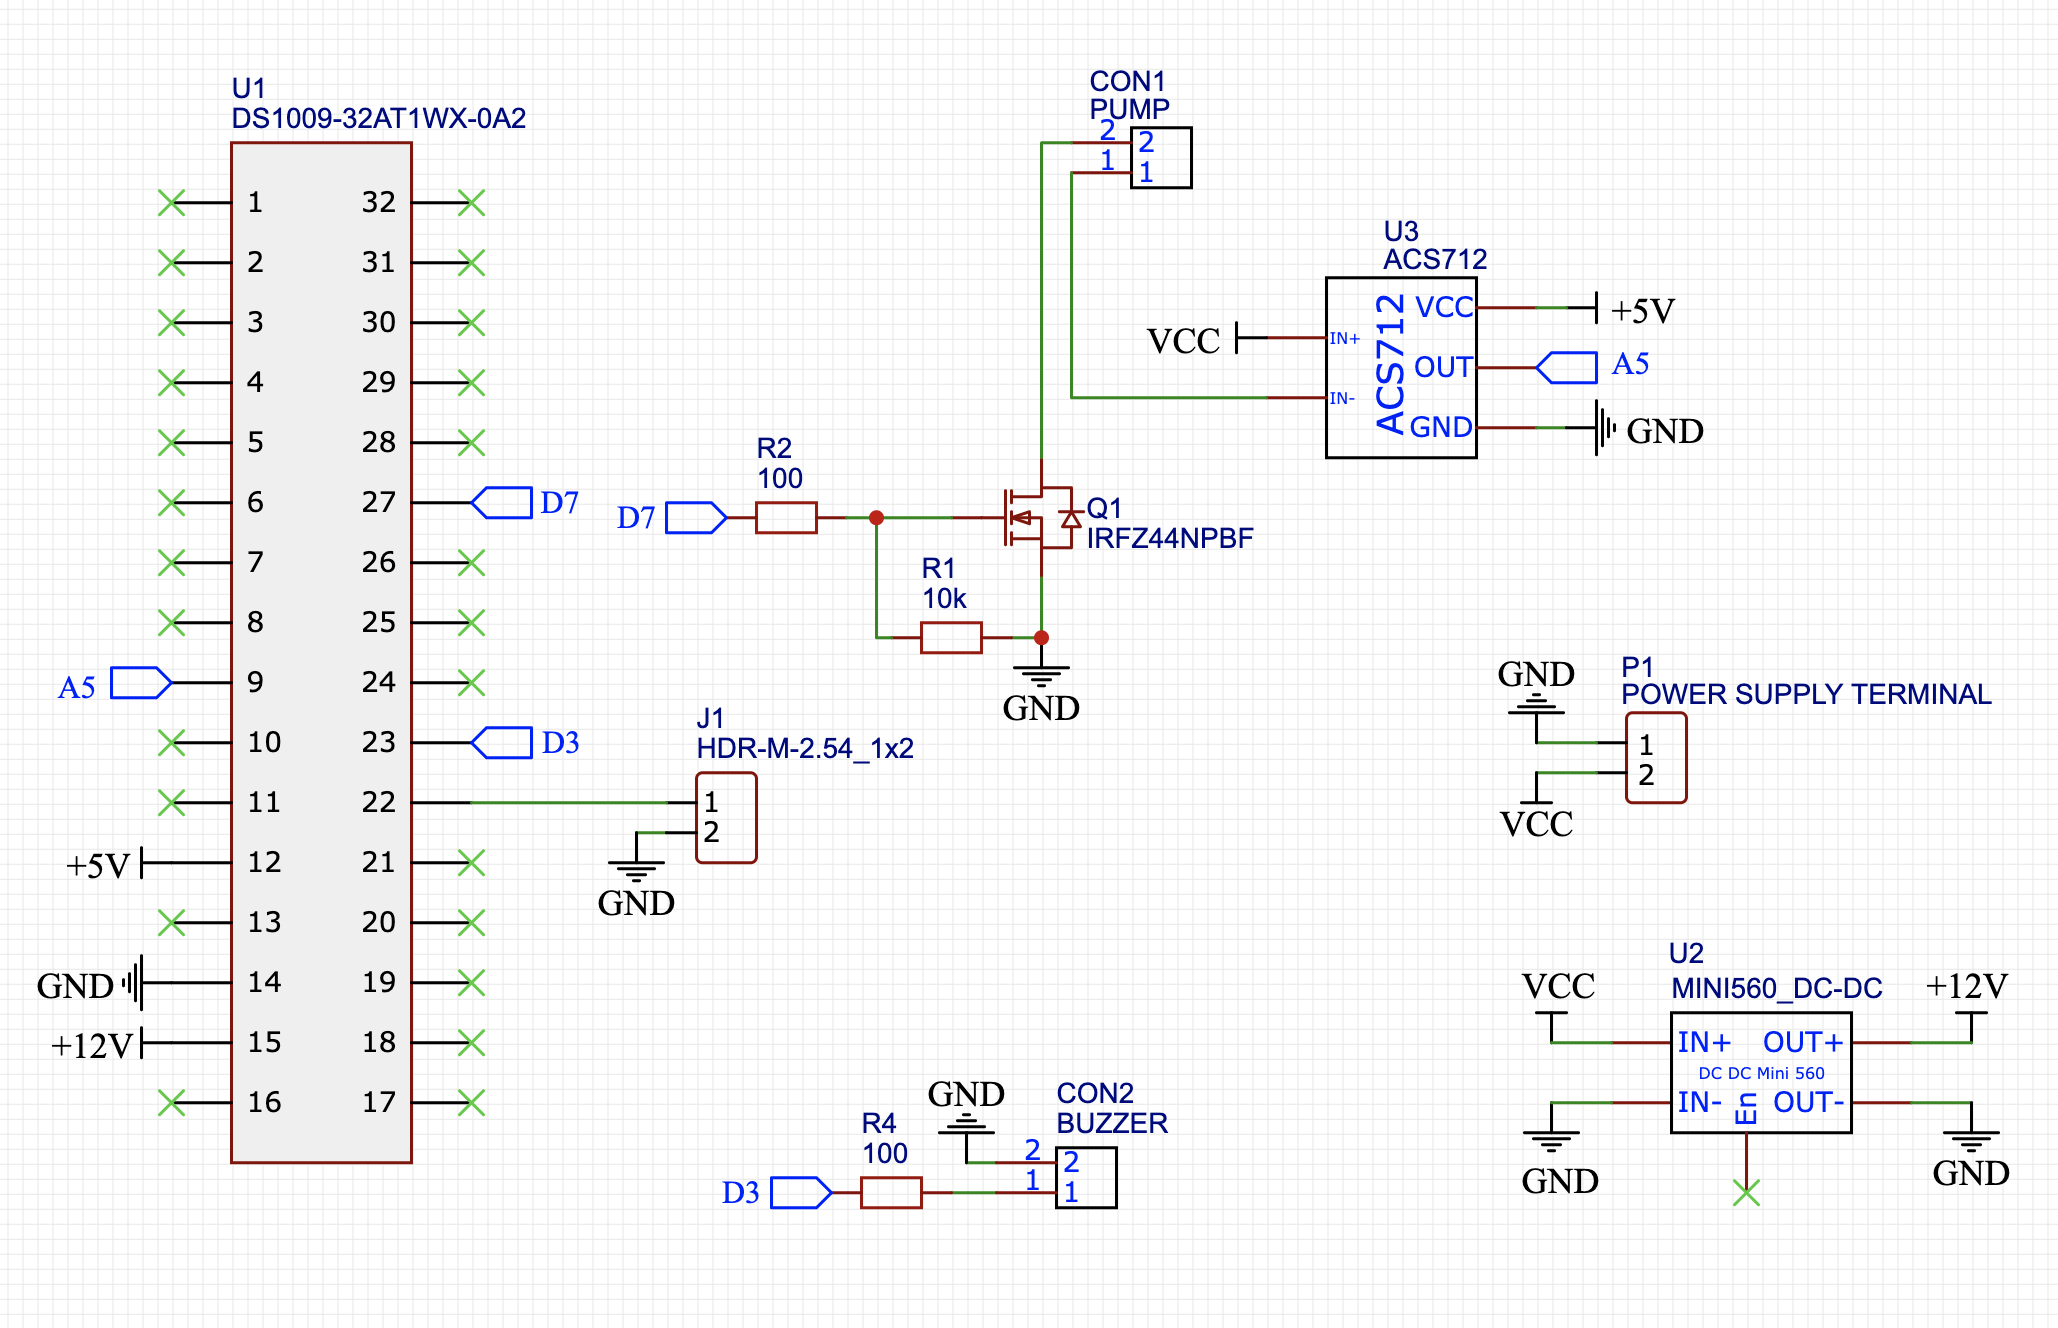 U1
DS1009-32AT1WX-0A2
1 32
2 31
3 30
4 29
5 28
6 27 D7
7 26
8 25
A5 9 24
10 23 D3
11 22
+5V 12 21
13 20
GND 14 19
+12V 15 18
16 17
CON1
PUMP
2 2
1 1
U3
ACS712
ACS712
VCC +5V
VCC IN+
OUT A5
IN-
GND GND
R2
100
D7
Q1
IRFZ44NPBF
R1
10k
GND
J1
HDR-M-2.54_1x2
1
2
GND
GND
P1
POWER SUPPLY TERMINAL
1
2
VCC
U2
MINI560_DC-DC
VCC +12V
IN+ OUT+
DC DC Mini 560
IN- En OUT-
GND GND
GND
CON2
BUZZER
R4
100
2 2
D3 1 1